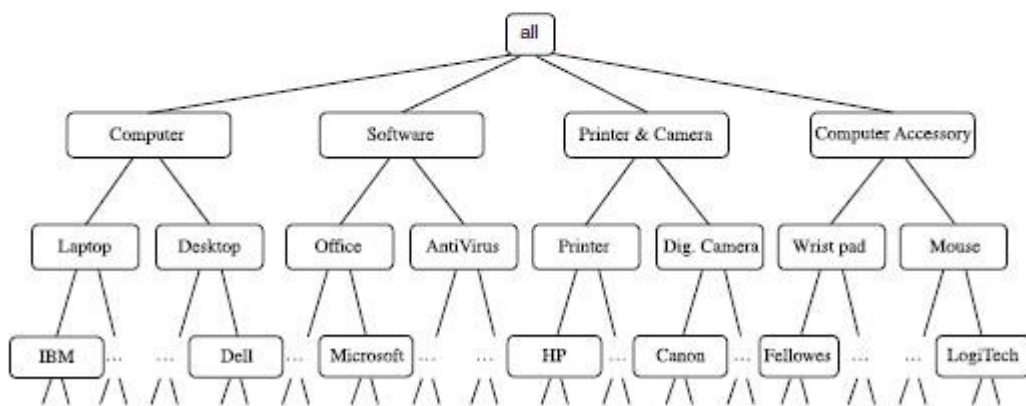 all
Computer
Software
Printer & Camera
Computer Accessory
Laptop
Desktop
Office
AntiVirus
Printer
Dig. Camera
Wrist pad
Mouse
IBM
...
...
Dell
...
Microsoft
...
...
HP
...
Canon
...
Fellowes
...
...
LogiTech